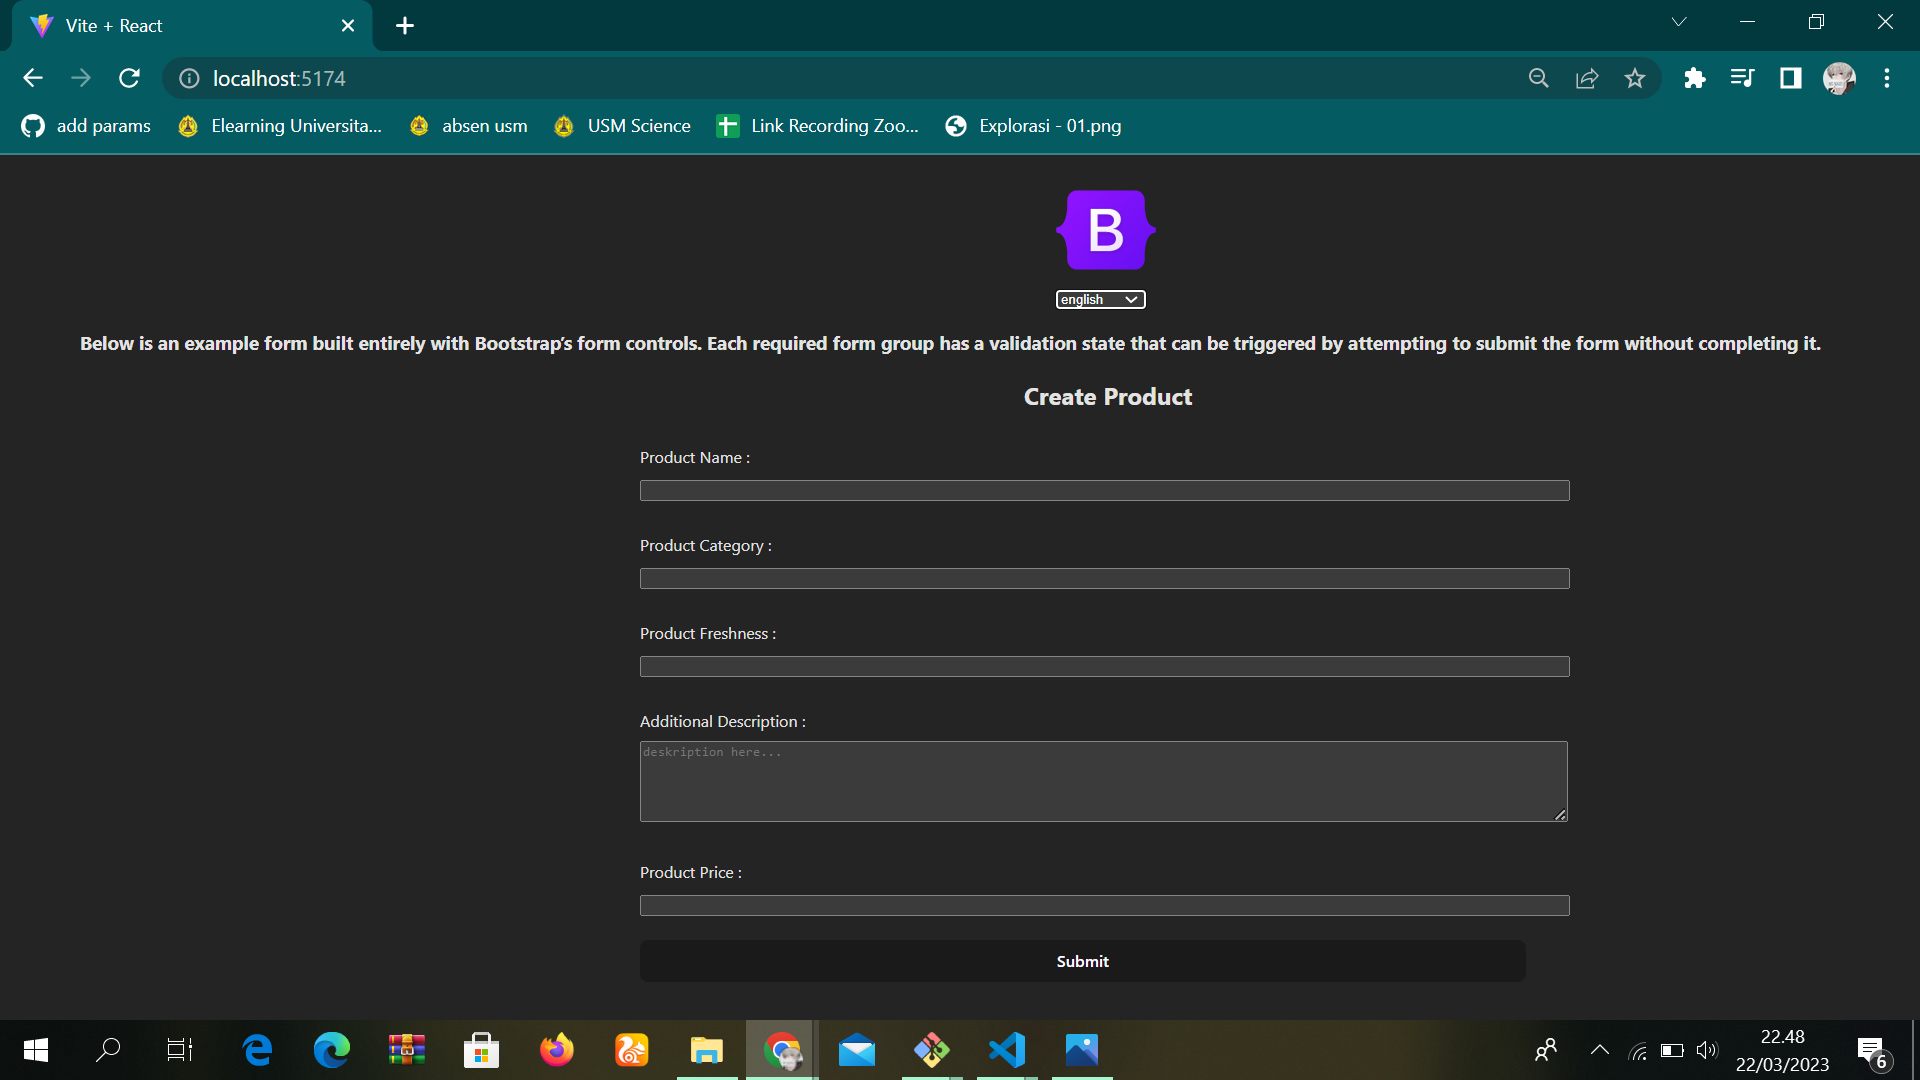 Vite + React
localhost:5174
add params
Elearning Universita...
absen usm
USM Science
Link Recording Zoo...
Explorasi - 01.png
B
english
Below is an example form built entirely with Bootstrap’s form controls. Each required form group has a validation state that can be triggered by attempting to submit the form without completing it.
Create Product
Product Name :
Product Category :
Product Freshness :
Additional Description :
deskription here...
Product Price :
Submit
22.48
22/03/2023
6